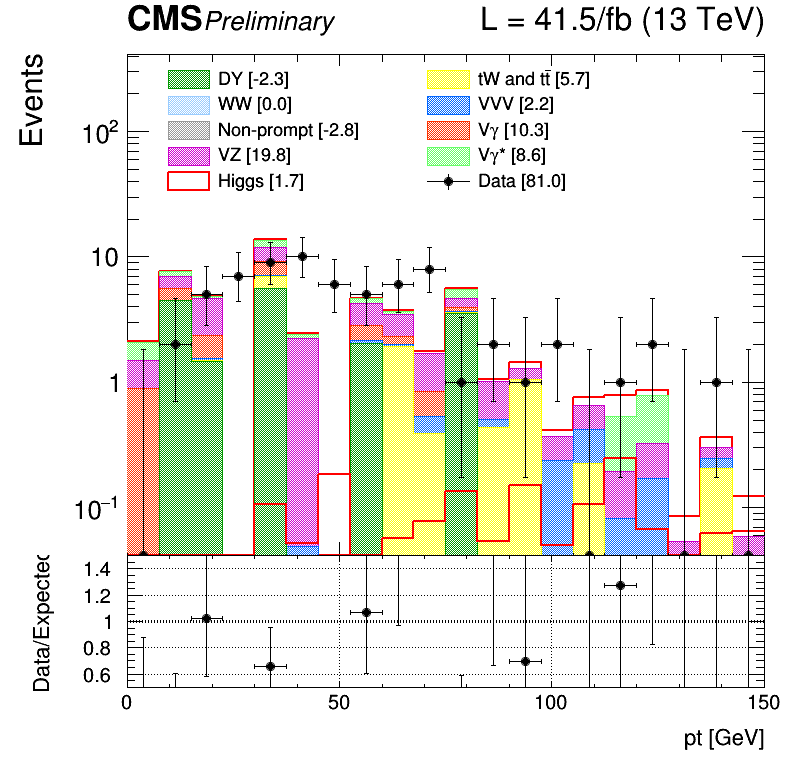 CMS Preliminary L = 41.5/fb (13 TeV)
Events
DY [-2.3] tW and tt̄ [5.7]
WW [0.0] VVV [2.2]
Non-prompt [-2.8] Vγ [10.3]
VZ [19.8] Vγ* [8.6]
Higgs [1.7] Data [81.0]
10²
10
1
10⁻¹
Data/Expected
1.4
1.2
1
0.8
0.6
0 50 100 150
pt [GeV]